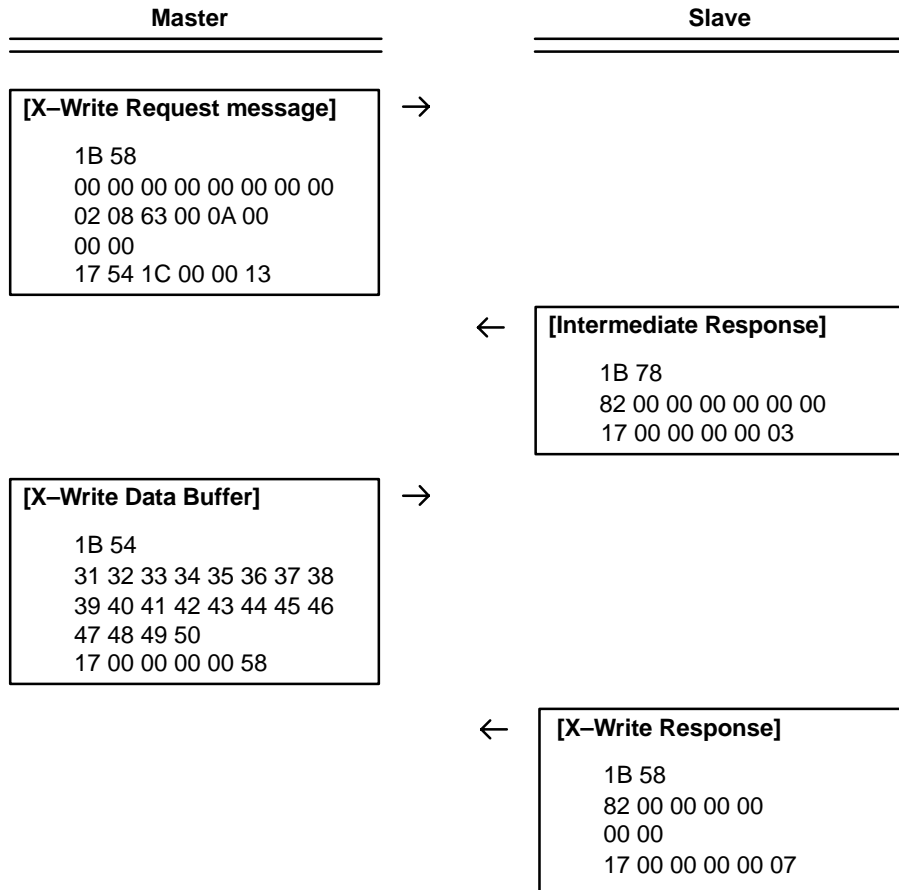 Master
Slave
[X–Write Request message] →
1B 58
00 00 00 00 00 00 00 00
02 08 63 00 0A 00
00 00
17 54 1C 00 00 13
← [Intermediate Response]
1B 78
82 00 00 00 00 00 00
17 00 00 00 00 03
[X–Write Data Buffer] →
1B 54
31 32 33 34 35 36 37 38
39 40 41 42 43 44 45 46
47 48 49 50
17 00 00 00 00 58
← [X–Write Response]
1B 58
82 00 00 00 00
00 00
17 00 00 00 00 07